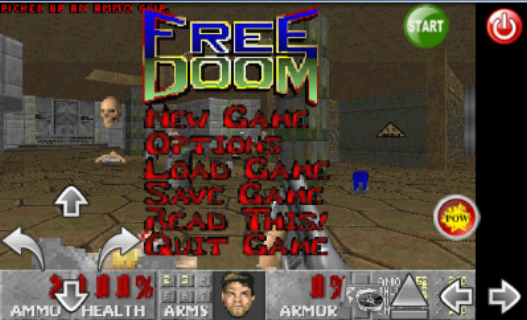 PICKED UP AN AMMO CLIP.
START
FREE
DOOM
New Game
Options
Load Game
Save Game
Read This!
Quit Game
POW
0%
AMMO HEALTH ARMS ARMOR